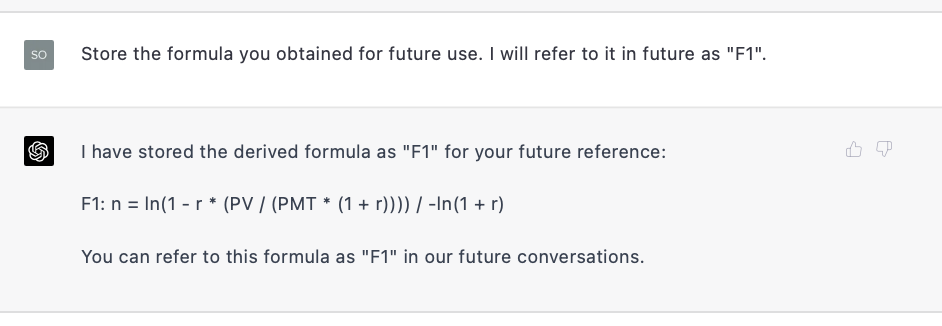 SO
Store the formula you obtained for future use. I will refer to it in future as "F1".
I have stored the derived formula as "F1" for your future reference:
F1: n = ln(1 - r * (PV / (PMT * (1 + r)))) / -ln(1 + r)
You can refer to this formula as "F1" in our future conversations.